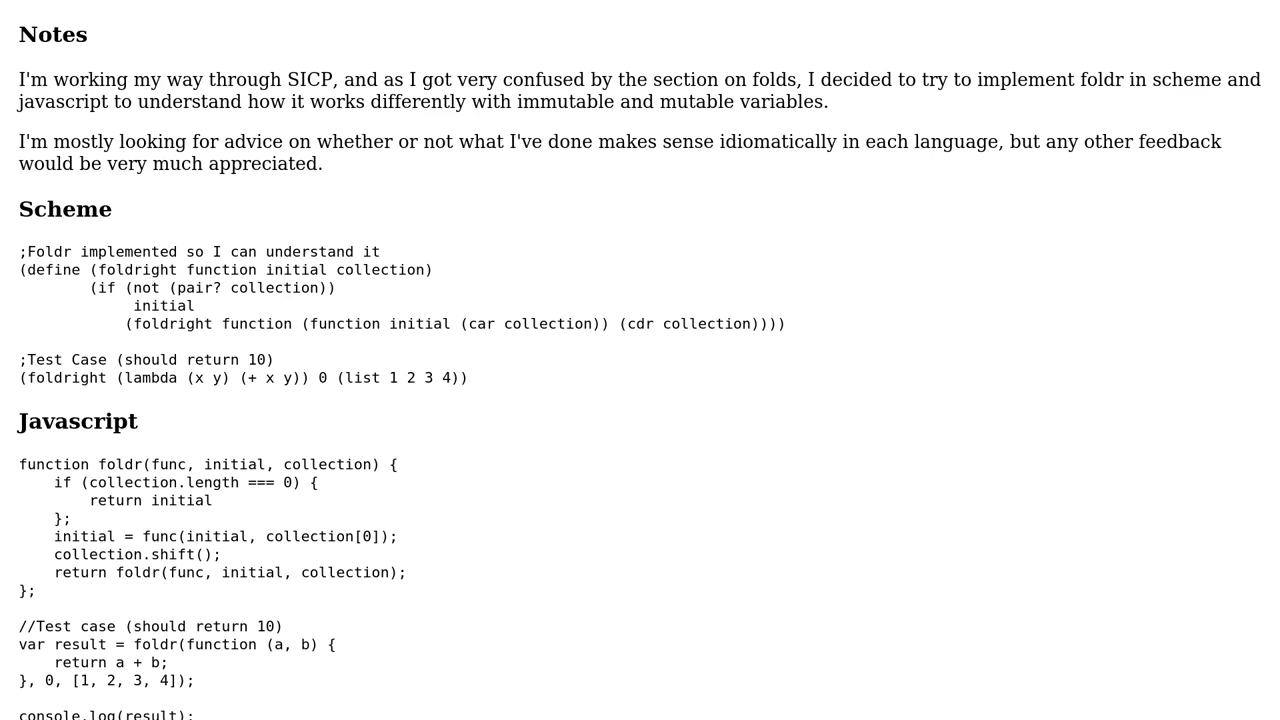 Notes
I'm working my way through SICP, and as I got very confused by the section on folds, I decided to try to implement foldr in scheme and
javascript to understand how it works differently with immutable and mutable variables.
I'm mostly looking for advice on whether or not what I've done makes sense idiomatically in each language, but any other feedback
would be very much appreciated.
Scheme
;Foldr implemented so I can understand it
(define (foldright function initial collection)
        (if (not (pair? collection))
             initial
            (foldright function (function initial (car collection)) (cdr collection))))
;Test Case (should return 10)
(foldright (lambda (x y) (+ x y)) 0 (list 1 2 3 4))
Javascript
function foldr(func, initial, collection) {
    if (collection.length === 0) {
        return initial
    };
    initial = func(initial, collection[0]);
    collection.shift();
    return foldr(func, initial, collection);
};
//Test case (should return 10)
var result = foldr(function (a, b) {
    return a + b;
}, 0, [1, 2, 3, 4]);
console.log(result);